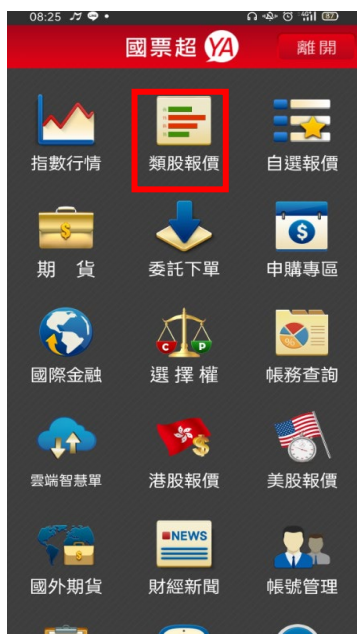 08:25
87
國票超 YA
離開
指數行情
類股報價
自選報價
$
$
期 貨
委託下單
申購專區
C P
國際金融
選擇權
帳務查詢
$
雲端智慧單
港股報價
美股報價
NEWS
國外期貨
財經新聞
帳號管理